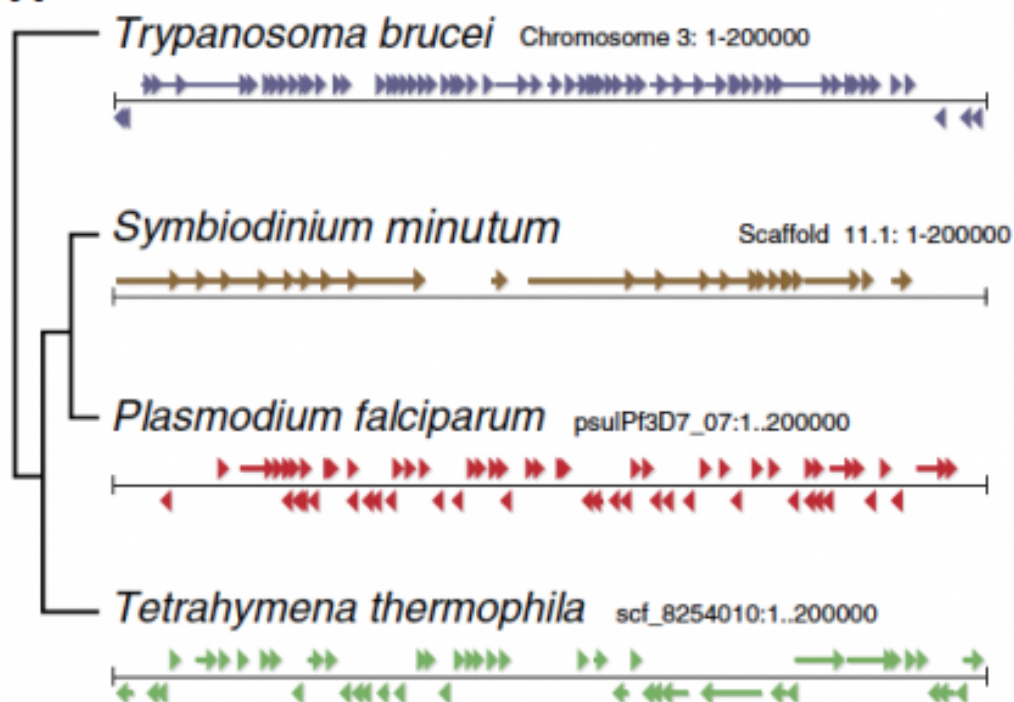 Trypanosoma brucei Chromosome 3: 1-200000
Symbiodinium minutum Scaffold 11.1: 1-200000
Plasmodium falciparum psulPf3D7_07:1..200000
Tetrahymena thermophila scf_8254010:1..200000